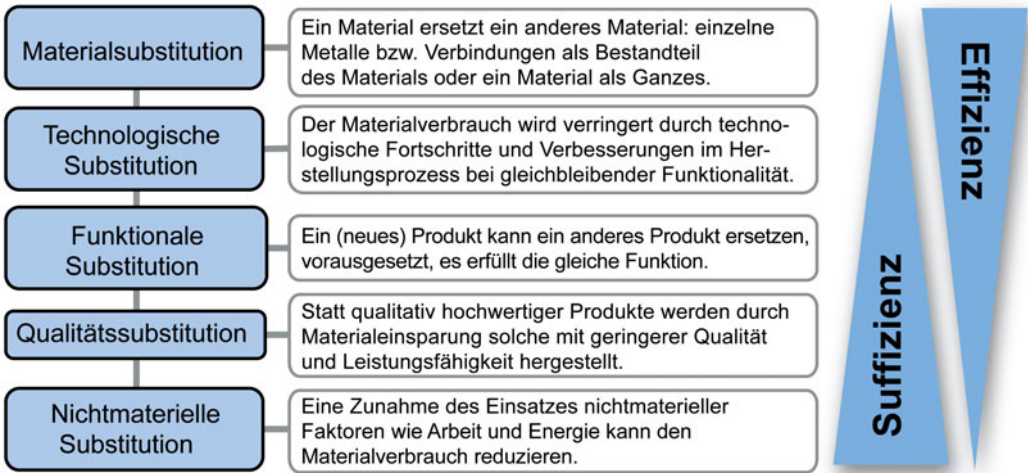 Materialsubstitution
Ein Material ersetzt ein anderes Material: einzelne
Metalle bzw. Verbindungen als Bestandteil
des Materials oder ein Material als Ganzes.
Technologische
Substitution
Der Materialverbrauch wird verringert durch techno-
logische Fortschritte und Verbesserungen im Her-
stellungsprozess bei gleichbleibender Funktionalität.
Funktionale
Substitution
Ein (neues) Produkt kann ein anderes Produkt ersetzen,
vorausgesetzt, es erfüllt die gleiche Funktion.
Qualitätssubstitution
Statt qualitativ hochwertiger Produkte werden durch
Materialeinsparung solche mit geringerer Qualität
und Leistungsfähigkeit hergestellt.
Nichtmaterielle
Substitution
Eine Zunahme des Einsatzes nichtmaterieller
Faktoren wie Arbeit und Energie kann den
Materialverbrauch reduzieren.
Suffizienz
Effizienz